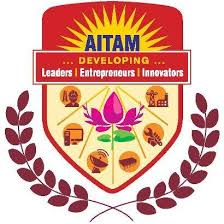 AITAM
... DEVELOPING ...
Leaders | Entrepreneurs | Innovators